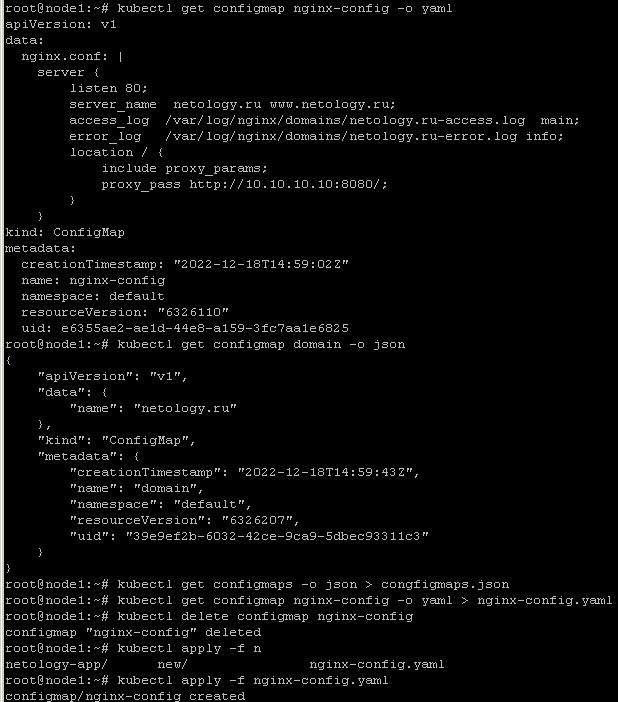 root@node1:~# kubectl get configmap nginx-config -o yaml
apiVersion: v1
data:
  nginx.conf: |
    server {
        listen 80;
        server_name  netology.ru www.netology.ru;
        access_log  /var/log/nginx/domains/netology.ru-access.log  main;
        error_log   /var/log/nginx/domains/netology.ru-error.log info;
        location / {
            include proxy_params;
            proxy_pass http://10.10.10.10:8080/;
        }
    }
kind: ConfigMap
metadata:
  creationTimestamp: "2022-12-18T14:59:02Z"
  name: nginx-config
  namespace: default
  resourceVersion: "6326110"
  uid: e6355ae2-ae1d-44e8-a159-3fc7aa1e6825
root@node1:~# kubectl get configmap domain -o json
{
    "apiVersion": "v1",
    "data": {
        "name": "netology.ru"
    },
    "kind": "ConfigMap",
    "metadata": {
        "creationTimestamp": "2022-12-18T14:59:43Z",
        "name": "domain",
        "namespace": "default",
        "resourceVersion": "6326207",
        "uid": "39e9ef2b-6032-42ce-9ca9-5dbec93311c3"
    }
}
root@node1:~# kubectl get configmaps -o json > congfigmaps.json
root@node1:~# kubectl get configmap nginx-config -o yaml > nginx-config.yaml
root@node1:~# kubectl delete configmap nginx-config
configmap "nginx-config" deleted
root@node1:~# kubectl apply -f n
netology-app/      new/               nginx-config.yaml
root@node1:~# kubectl apply -f nginx-config.yaml
configmap/nginx-config created